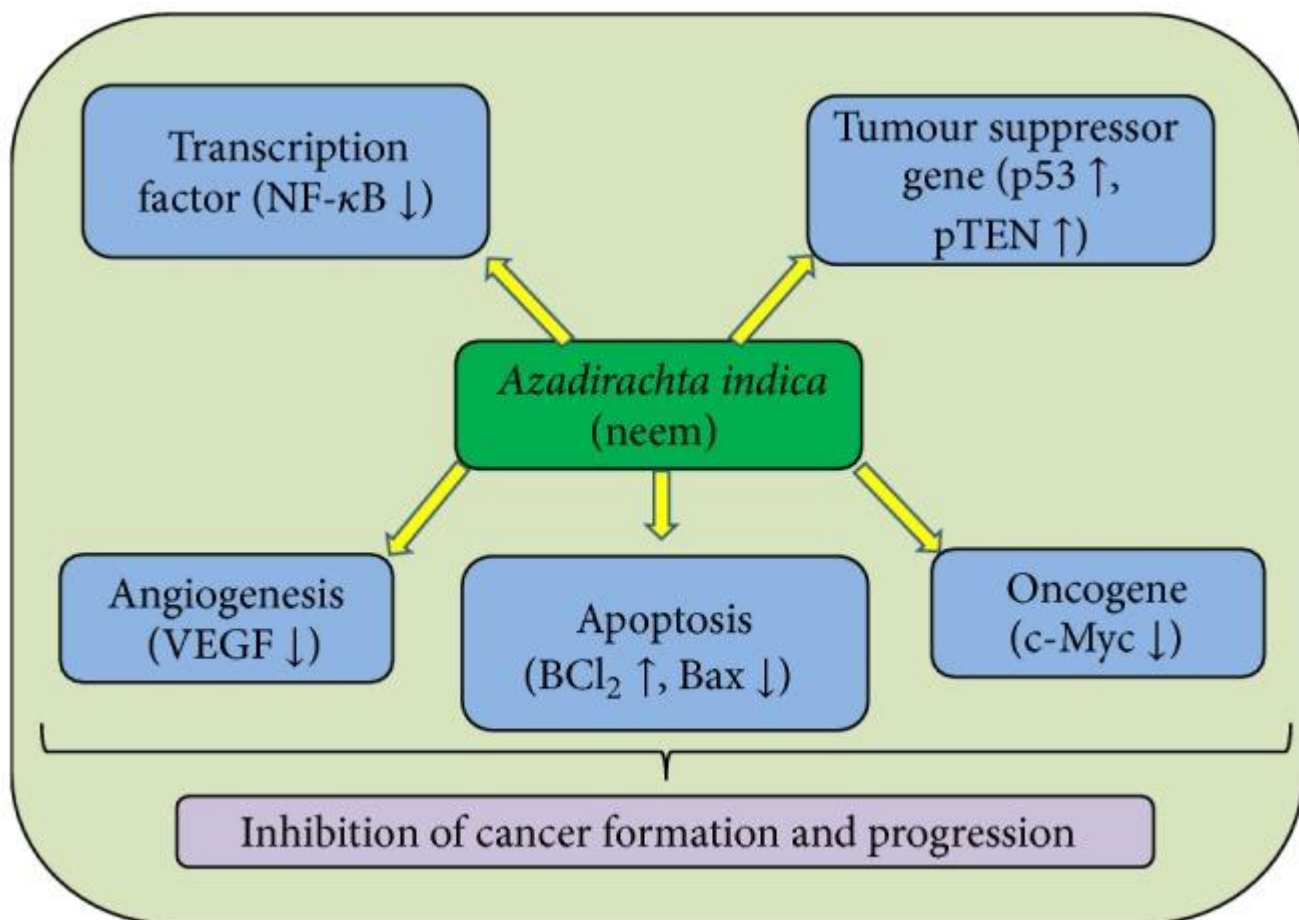 Transcription
factor (NF-κB ↓)
Tumour suppressor
gene (p53 ↑,
pTEN ↑)
Azadirachta indica
(neem)
Angiogenesis
(VEGF ↓)
Apoptosis
(BCl₂ ↑, Bax ↓)
Oncogene
(c-Myc ↓)
Inhibition of cancer formation and progression